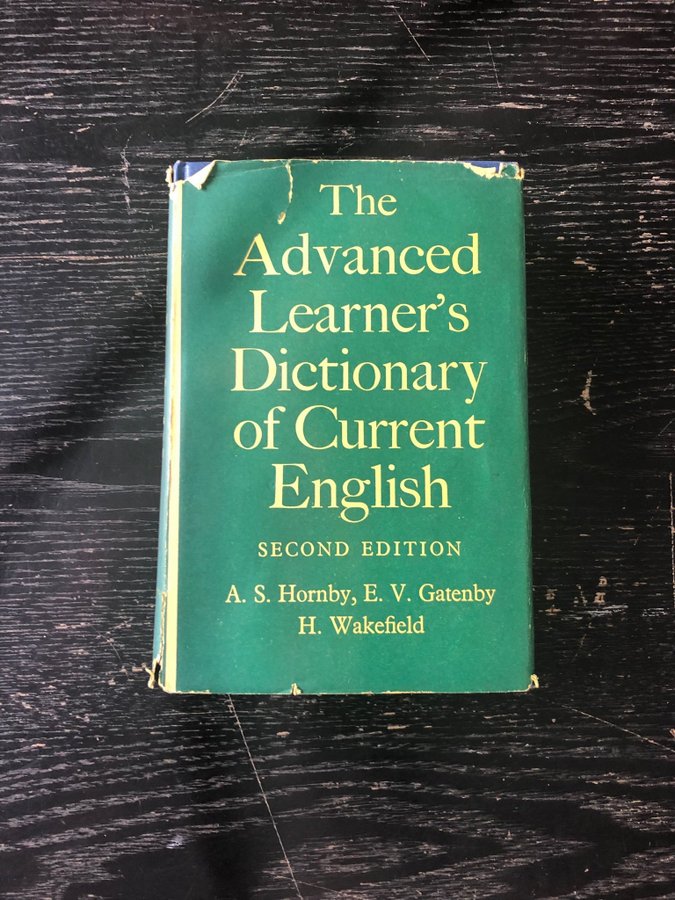 The
Advanced
Learner's
Dictionary
of Current
English
SECOND EDITION
A. S. Hornby, E. V. Gatenby
H. Wakefield